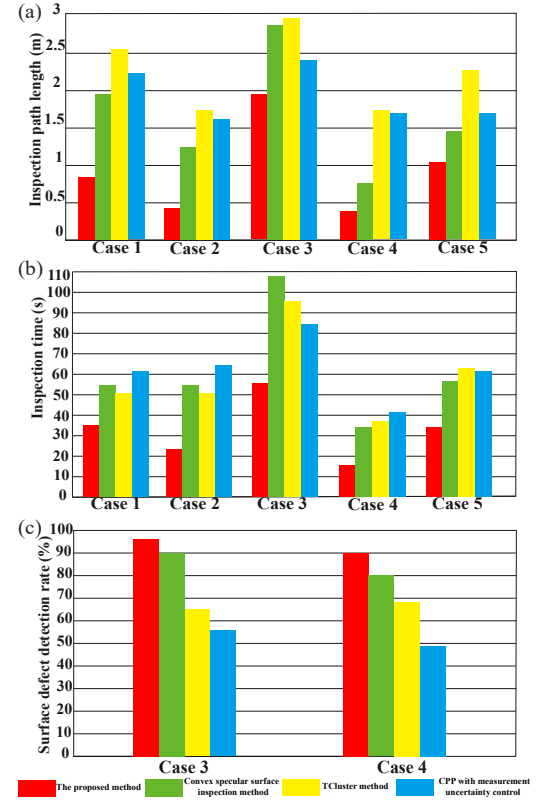 (a)
Inspection path length (m)
3
2.5
2
1.5
1
0.5
0
Case 1 Case 2 Case 3 Case 4 Case 5
(b)
Inspection time (s)
110
100
90
80
70
60
50
40
30
20
10
0
Case 1 Case 2 Case 3 Case 4 Case 5
(c)
Surface defect detection rate (%)
100
90
80
70
60
50
40
30
20
10
0
Case 3 Case 4
The proposed method
Convex specular surface
inspection method
TCluster method
CPP with measurement
uncertainty control